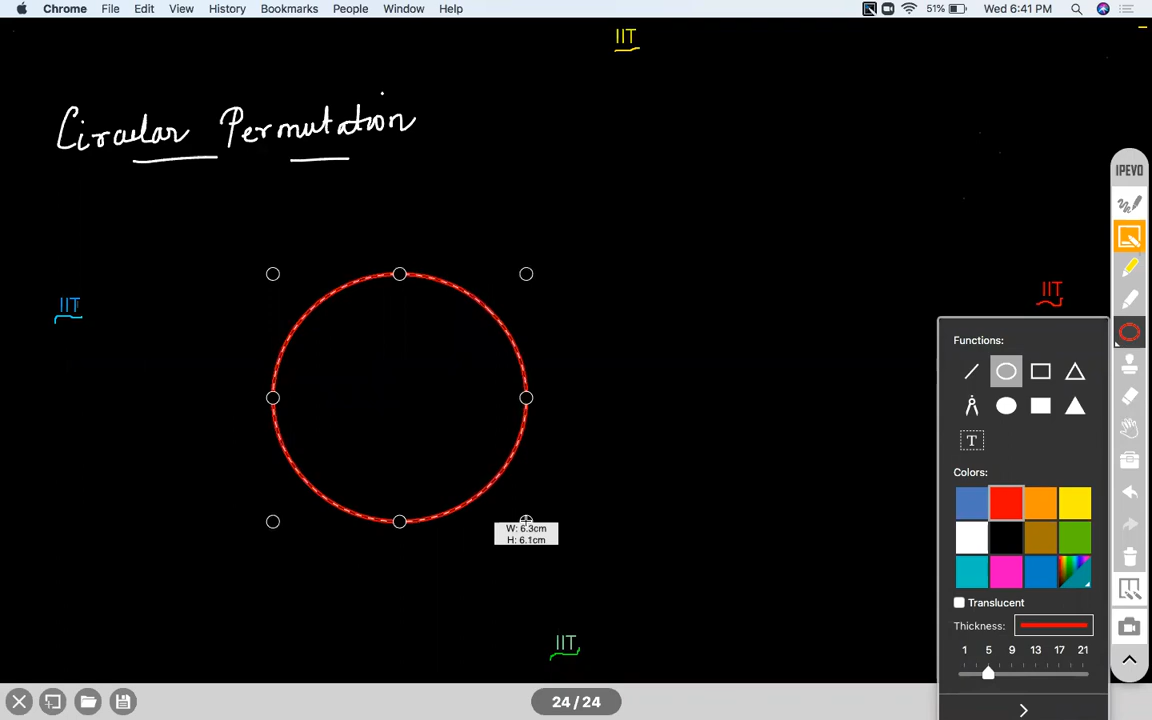 Chrome File Edit View History Bookmarks People Window Help 51% Wed 6:41 PM
IIT
Circular Permutation
IPEVO
IIT
IIT
Functions:
T
Colors:
W: 6.3cm
H: 6.1cm
Translucent
Thickness:
1 5 9 13 17 21
IIT
24 / 24